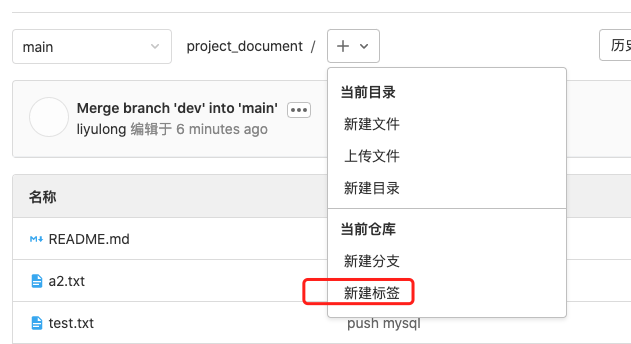 main
project_document /
历史
当前目录
新建文件
上传文件
新建目录
当前仓库
新建分支
新建标签
Merge branch 'dev' into 'main'
liyulong 编辑于 6 minutes ago
名称
README.md
a2.txt
test.txt
push mysql